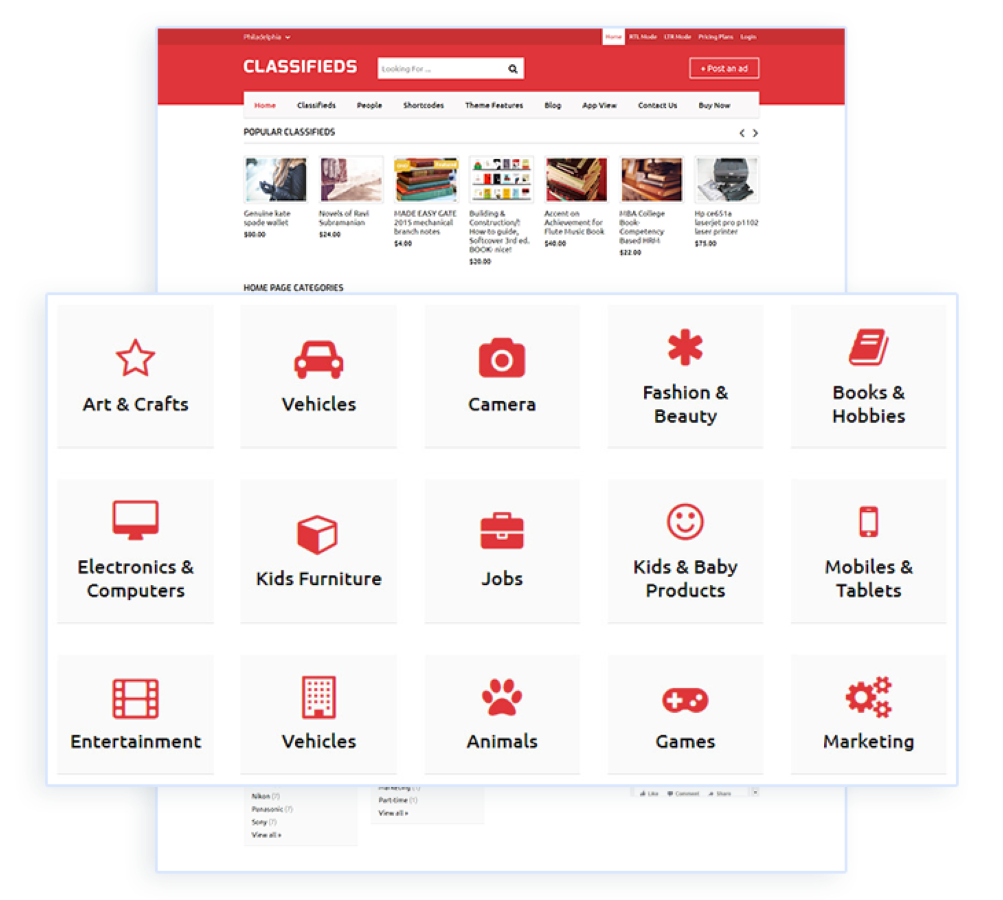 Philadelphia
Home RTL Mode LTR Mode Pricing Plans Login
CLASSIFIEDS
Looking For ...
+ Post an ad
Home Classifieds People Shortcodes Theme Features Blog App View Contact Us Buy Now
POPULAR CLASSIFIEDS
Genuine kate
spade wallet
$80.00
Novels of Ravi
Subramanian
$24.00
MADE EASY GATE
2015 mechanical
branch notes
$4.00
Building &
Construction/!
How to guide,
Softcover 3rd ed.
BOOK- nice!
$20.00
Accent on
Achievement for
Flute Music Book
$40.00
MBA College
Book-
Competency
Based HRM
$22.00
Hp ce651a
laserjet pro p1102
laser printer
$75.00
HOME PAGE CATEGORIES
Art & Crafts
Vehicles
Camera
Fashion &
Beauty
Books &
Hobbies
Electronics &
Computers
Kids Furniture
Jobs
Kids & Baby
Products
Mobiles &
Tablets
Entertainment
Vehicles
Animals
Games
Marketing
Nikon (7)
Panasonic (7)
Sony (7)
View all »
Marketing (1)
Part-time (1)
View all »
Like Comment Share